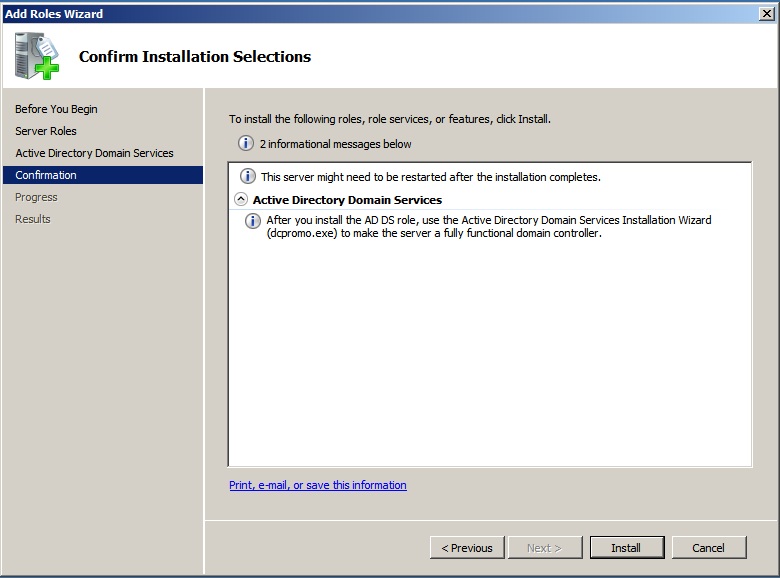 Add Roles Wizard
Confirm Installation Selections
Before You Begin
Server Roles
Active Directory Domain Services
Confirmation
Progress
Results
To install the following roles, role services, or features, click Install.
2 informational messages below
This server might need to be restarted after the installation completes.
Active Directory Domain Services
After you install the AD DS role, use the Active Directory Domain Services Installation Wizard
(dcpromo.exe) to make the server a fully functional domain controller.
Print, e-mail, or save this information
< Previous
Next >
Install
Cancel